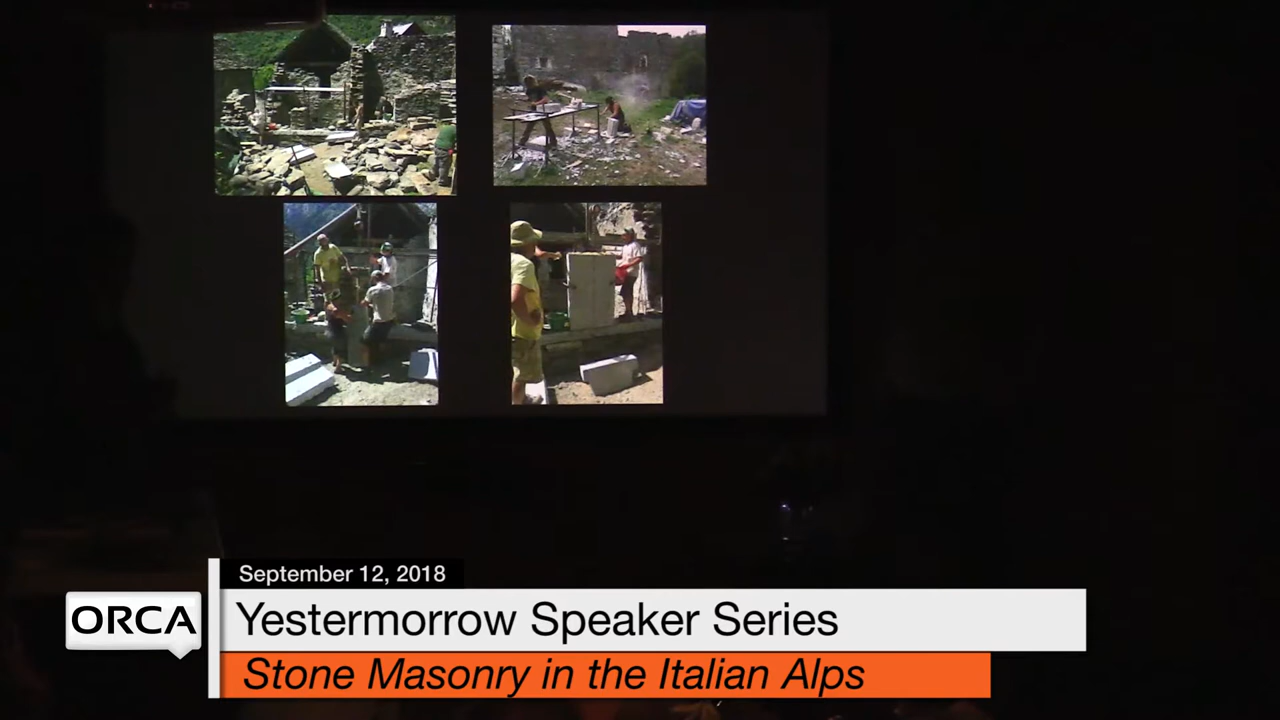 September 12, 2018
ORCA
Yestermorrow Speaker Series
Stone Masonry in the Italian Alps